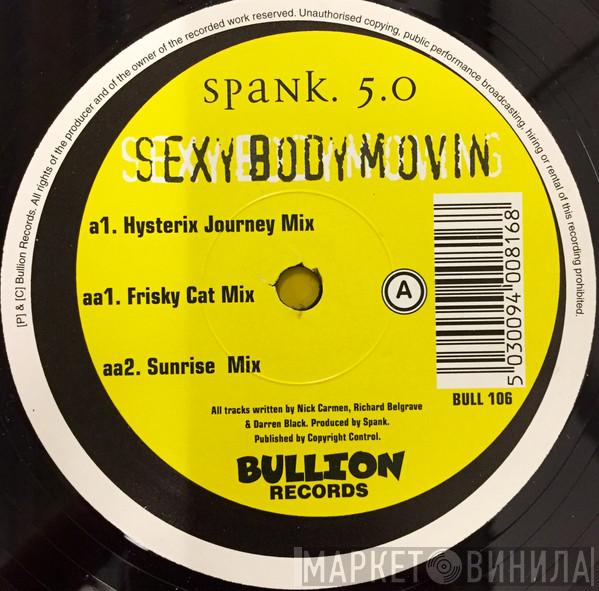 [P] & [C] Bullion Records. All rights of the producer and of the owner of the recorded work reserved. Unauthorised copying, public performance broadcasting, hiring or rental of this recording prohibited.
spank. 5.0
SEXYBODYMOVIN
a1. Hysterix Journey Mix
aa1. Frisky Cat Mix
A
aa2. Sunrise Mix
5 030094 008168
BULL 106
All tracks written by Nick Carmen, Richard Belgrave
& Darren Black. Produced by Spank.
Published by Copyright Control.
BULLION
RECORDS
МАРКЕТ ВИНИЛА